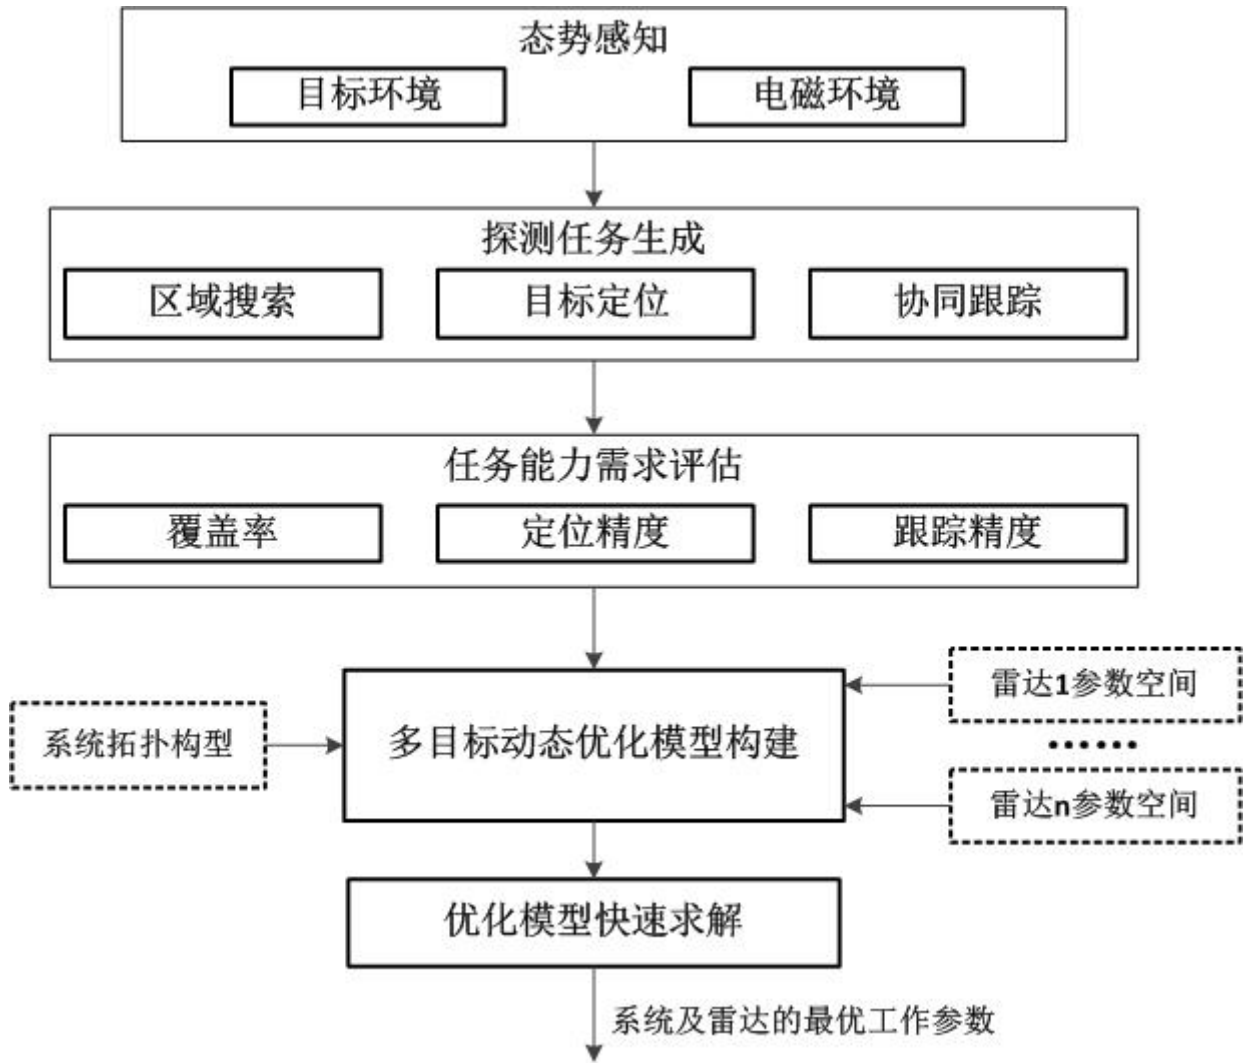 态势感知
目标环境
电磁环境
探测任务生成
区域搜索
目标定位
协同跟踪
任务能力需求评估
覆盖率
定位精度
跟踪精度
雷达1参数空间
系统拓扑构型
多目标动态优化模型构建
······
雷达n参数空间
优化模型快速求解
系统及雷达的最优工作参数